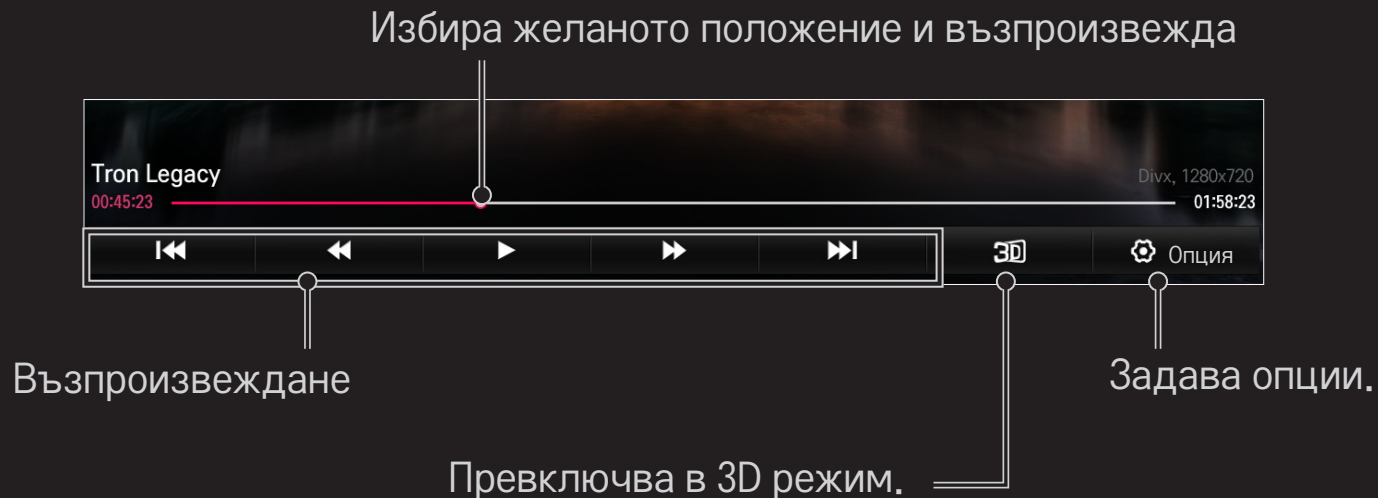 Избира желаното положение и възпроизвежда
Tron Legacy
Divx, 1280x720
00:45:23
01:58:23
3D
Опция
Възпроизвеждане
Задава опции.
Превключва в 3D режим.